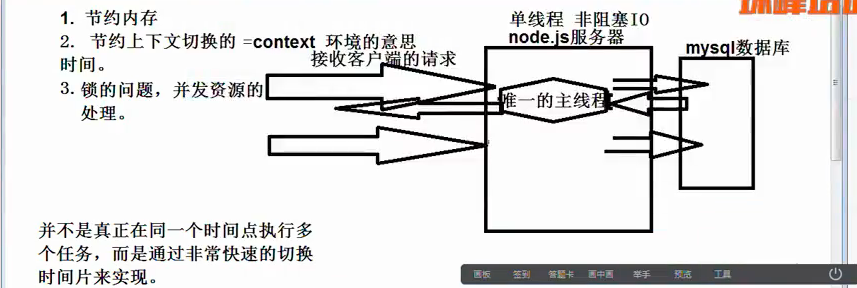 1. 节约内存
2. 节约上下文切换的 =context 环境的意思
时间。
3. 锁的问题，并发资源的
处理。
接收客户端的请求
单线程 非阻塞IO
node.js服务器
唯一的主线程
mysql数据库
并不是真正在同一个时间点执行多
个任务，而是通过非常快速的切换
时间片来实现。
画板 签到 答题卡 画中画 举手 预览 工具